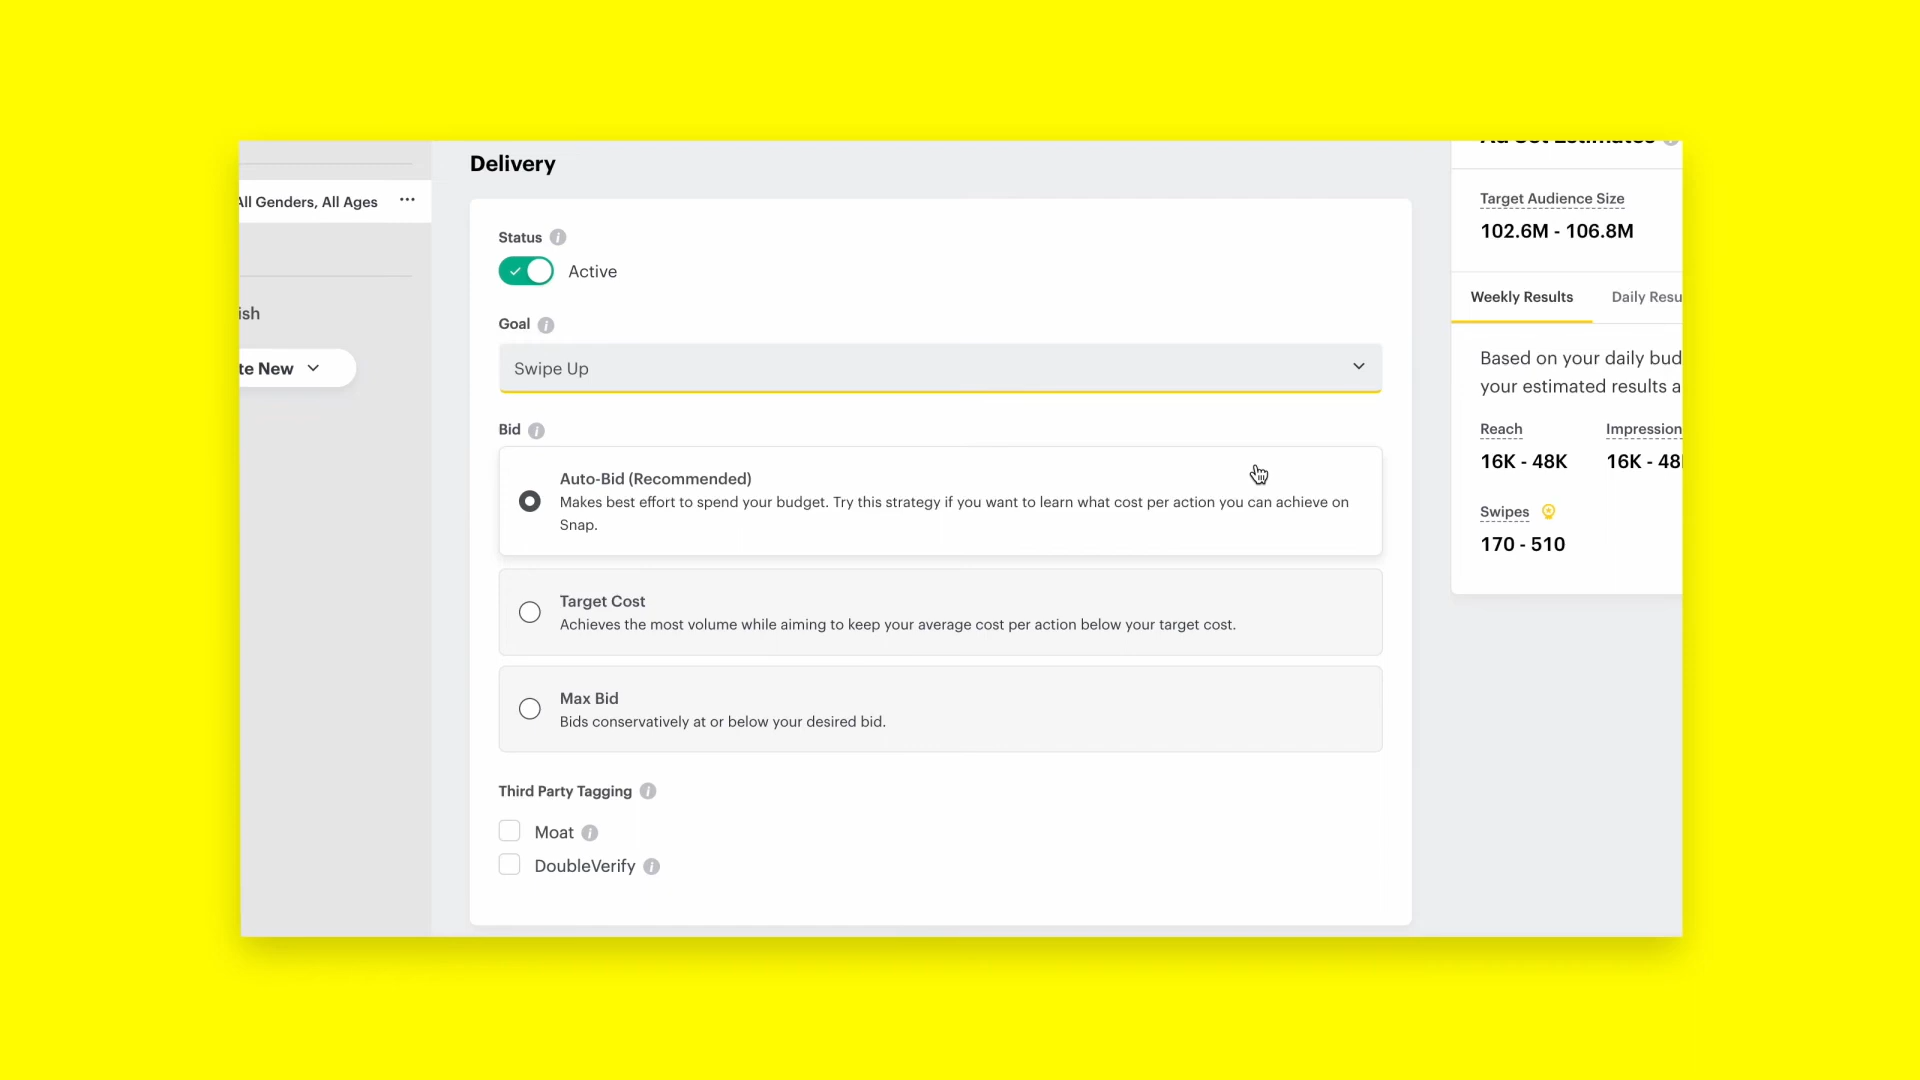 Delivery
All Genders, All Ages
ish
te New
Status
Active
Goal
Swipe Up
Bid
Auto-Bid (Recommended)
Makes best effort to spend your budget. Try this strategy if you want to learn what cost per action you can achieve on
Snap.
Target Cost
Achieves the most volume while aiming to keep your average cost per action below your target cost.
Max Bid
Bids conservatively at or below your desired bid.
Third Party Tagging
Moat
DoubleVerify
Ad Set Estimates
Target Audience Size
102.6M - 106.8M
Weekly Results Daily Resu
Based on your daily bud
your estimated results a
Reach Impression
16K - 48K 16K - 48
Swipes
170 - 510